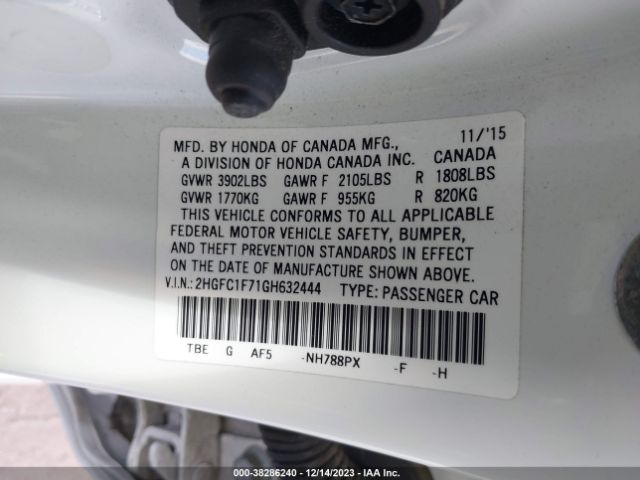 MFD. BY HONDA OF CANADA MFG., 11/'15
A DIVISION OF HONDA CANADA INC. CANADA
GVWR 3902LBS GAWR F 2105LBS R 1808LBS
GVWR 1770KG GAWR F 955KG R 820KG
THIS VEHICLE CONFORMS TO ALL APPLICABLE
FEDERAL MOTOR VEHICLE SAFETY, BUMPER,
AND THEFT PREVENTION STANDARDS IN EFFECT
ON THE DATE OF MANUFACTURE SHOWN ABOVE.
V.I.N.: 2HGFC1F71GH632444 TYPE: PASSENGER CAR
TBE G AF5 -NH788PX -F -H
000-38286240 - 12/14/2023 - IAA Inc.